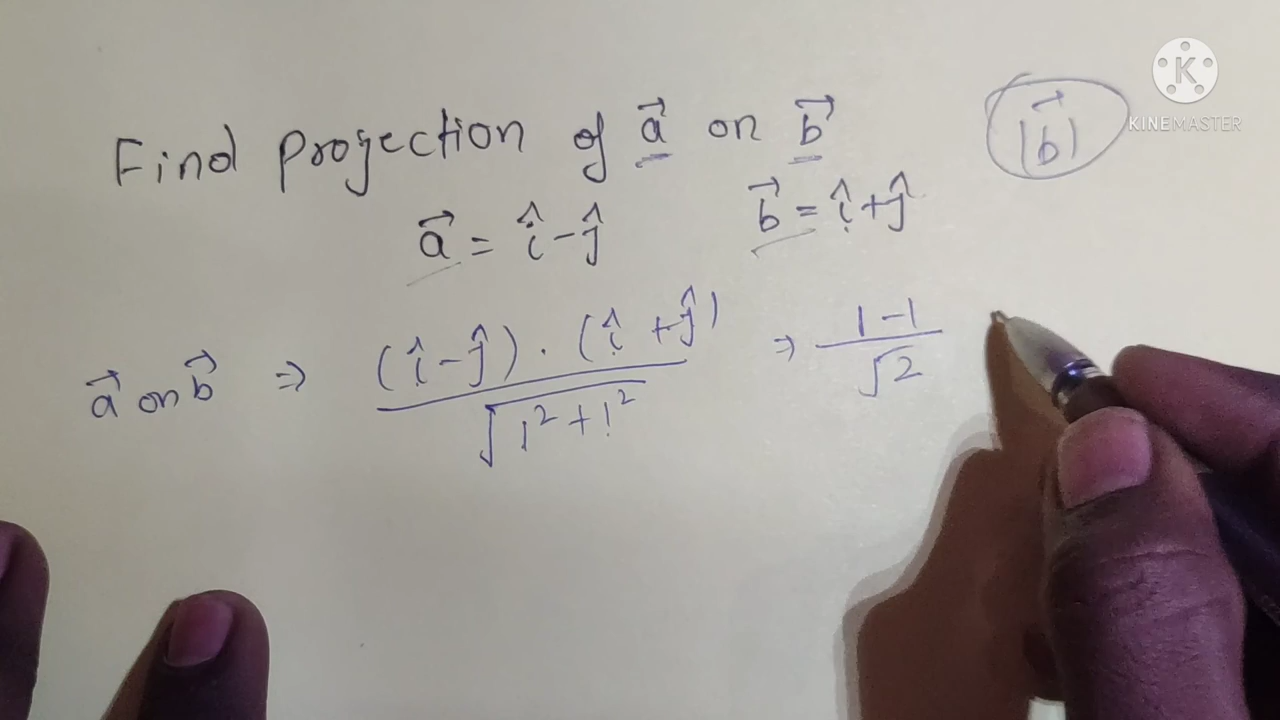 Find projection of a⃗ on b⃗
|b⃗|
KINEMASTER
a⃗ = î - ĵ    b⃗ = î + ĵ
a⃗ on b⃗ ⇒ (î - ĵ) . (î + ĵ) / √(1² + 1²) ⇒ 1 - 1 / √2